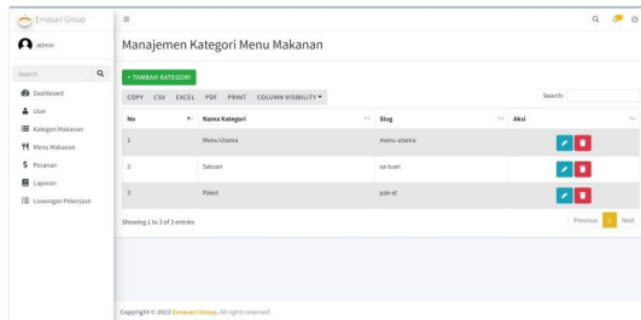 Ernasari Group
admin
Manajemen Kategori Menu Makanan
Search
+ TAMBAH KATEGORI
Dashboard
COPY CSV EXCEL PDF PRINT COLUMN VISIBILITY
Search:
User
No Nama Kategori Slug Aksi
Kategori Makanan
1 Menu Utama menu-utama
Menu Makanan
Pesanan
2 Satuan sa-tuan
Laporan
3 Paket pak-et
Lowongan Pekerjaan
Showing 1 to 3 of 3 entries
Previous 1 Next
Copyright © 2022 Ernasari Group. All rights reserved.